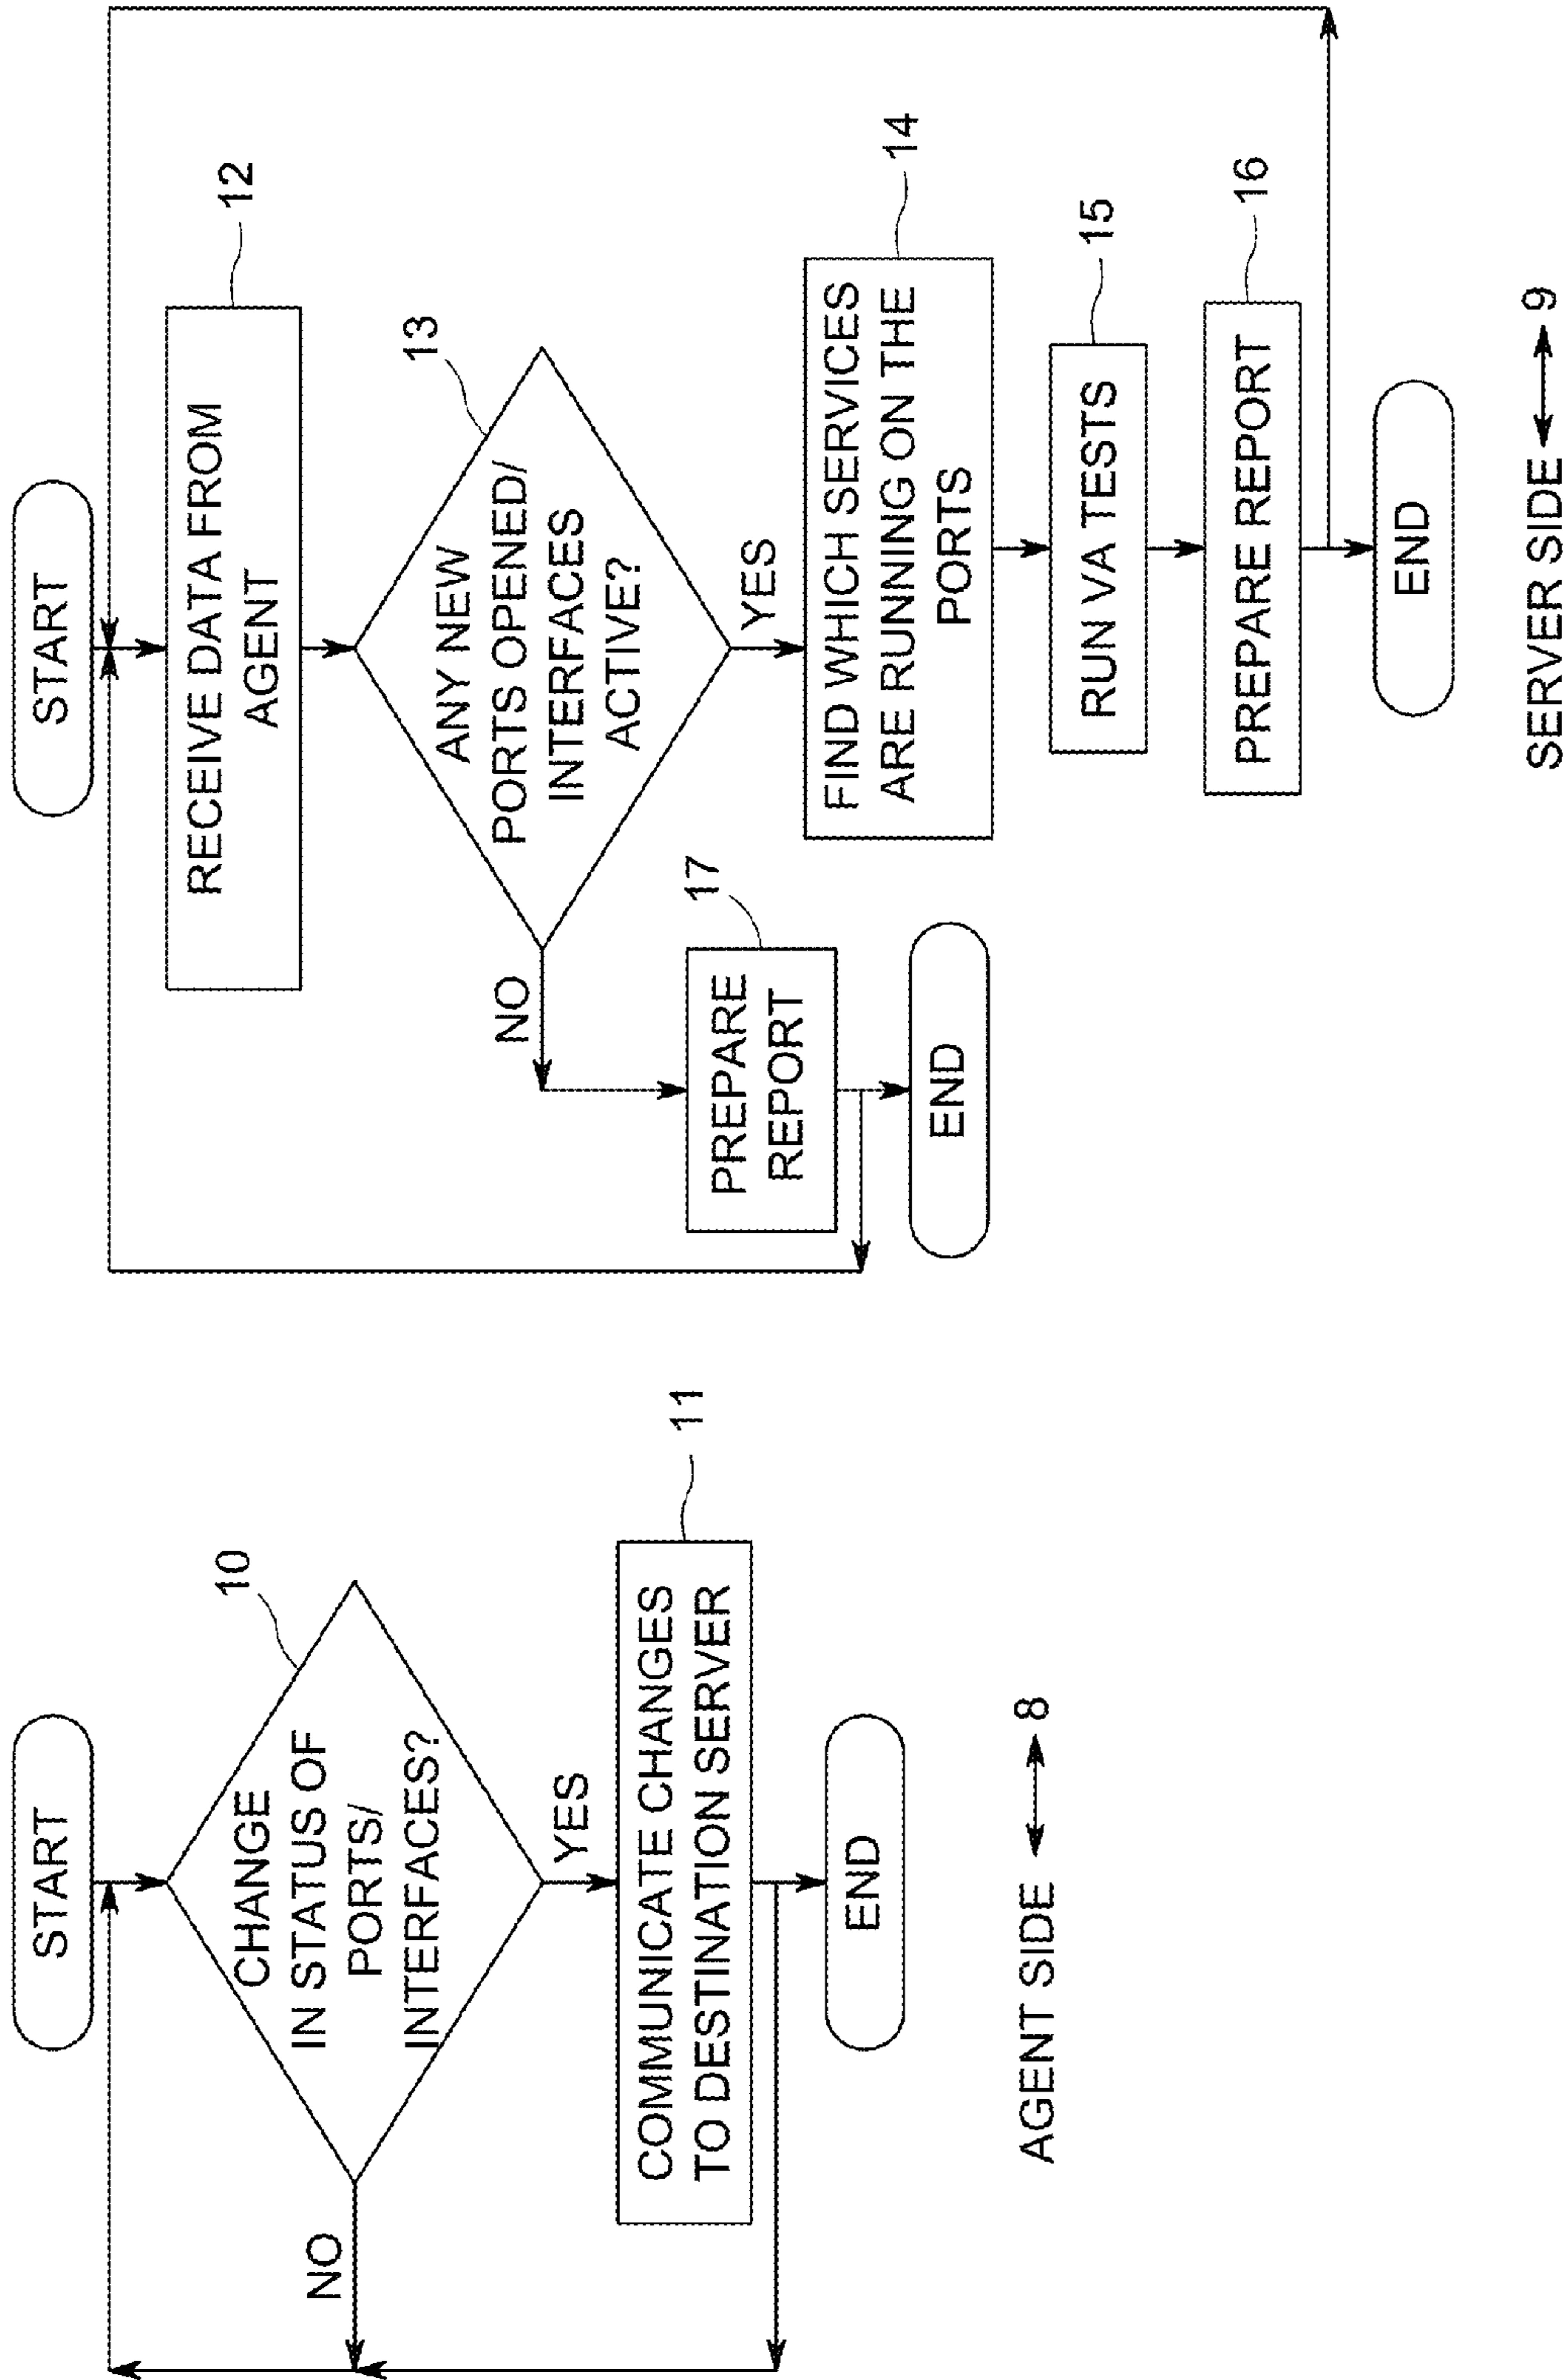 START
10
CHANGE
IN STATUS OF
PORTS/
INTERFACES?
NO
YES
11
COMMUNICATE CHANGES
TO DESTINATION SERVER
END
AGENT SIDE
8
START
12
RECEIVE DATA FROM
AGENT
13
ANY NEW
PORTS OPENED/
INTERFACES
ACTIVE?
NO
YES
17
PREPARE
REPORT
END
14
FIND WHICH SERVICES
ARE RUNNING ON THE
PORTS
15
RUN VA TESTS
16
PREPARE REPORT
END
SERVER SIDE
9